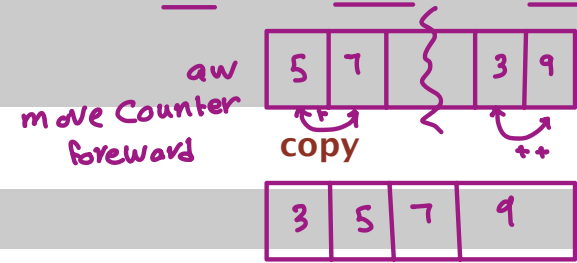 aw 5 7 3 9
move Counter
foreward
++
copy
++
3 5 7 9